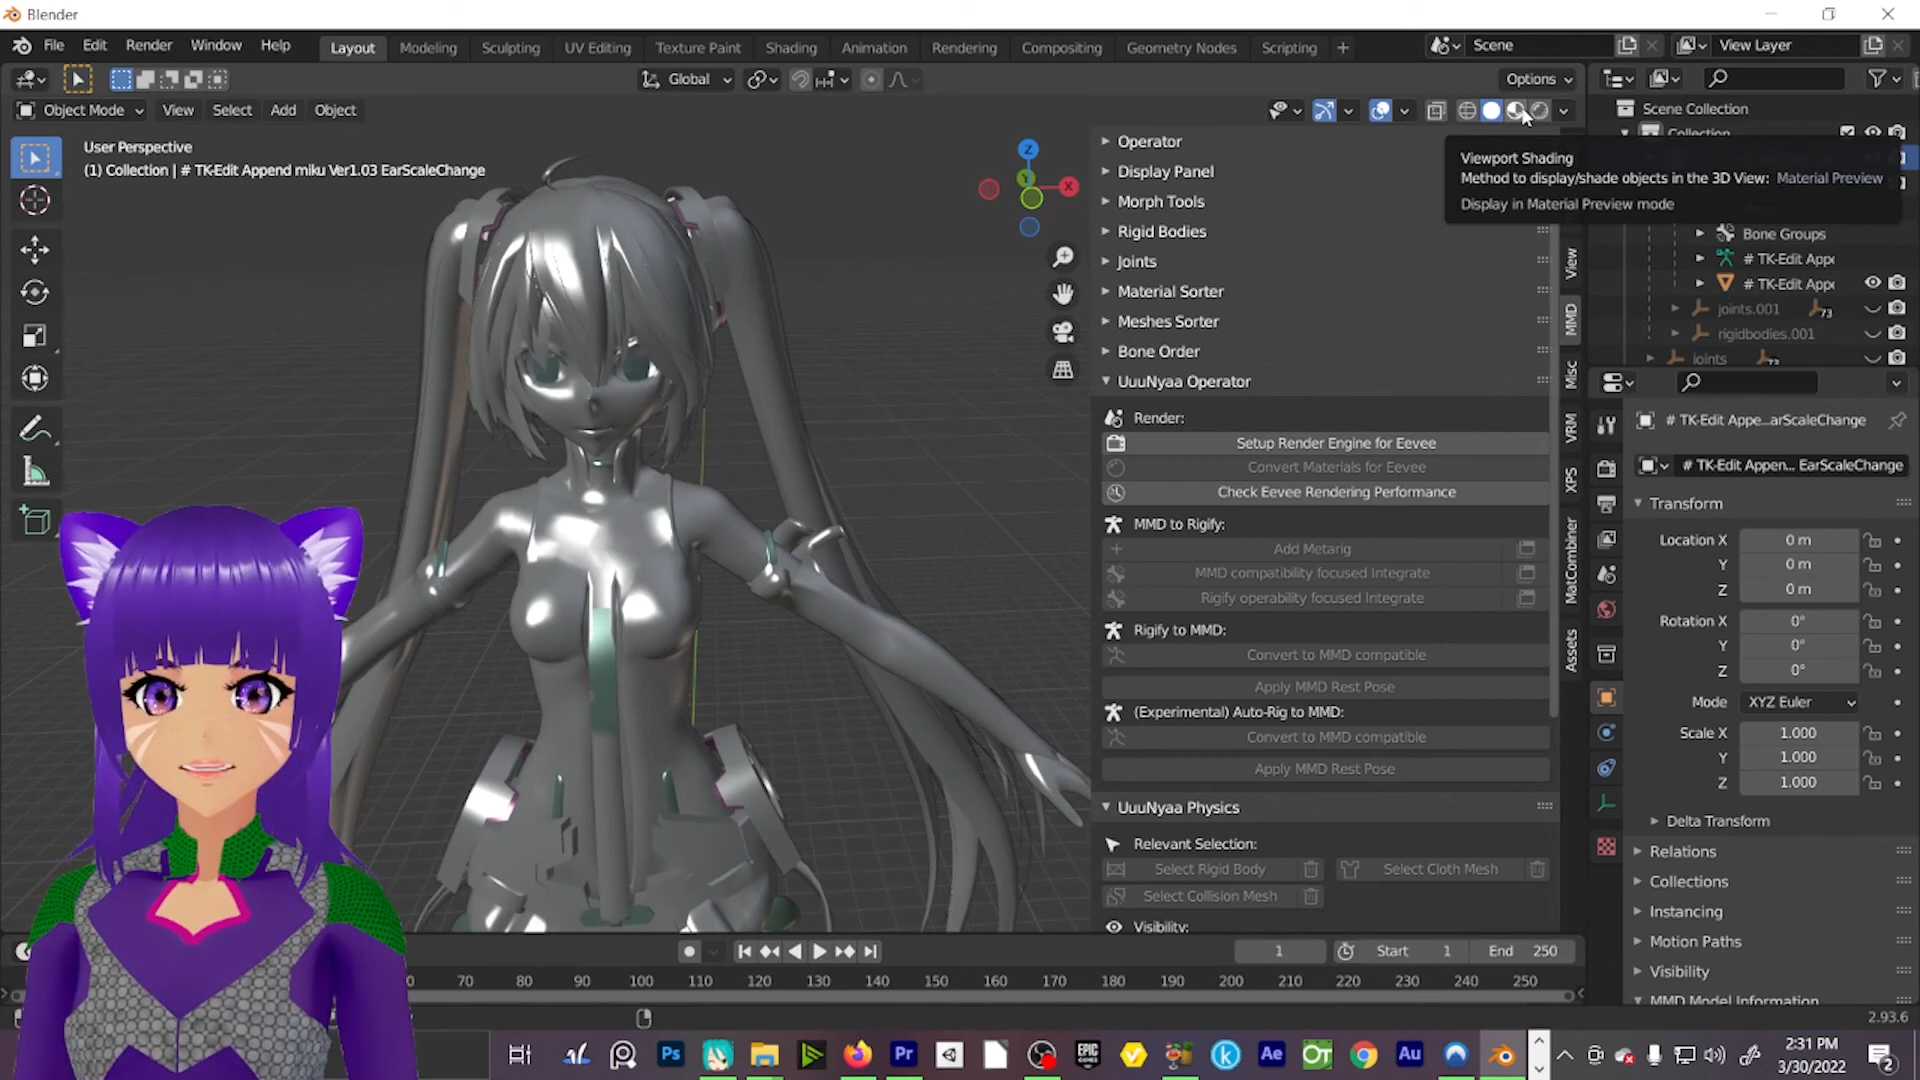 Blender
File Edit Render Window Help
Layout Modeling Sculpting UV Editing Texture Paint Shading Animation Rendering Compositing Geometry Nodes Scripting +
Scene
View Layer
Global
Options
Object Mode View Select Add Object
User Perspective
(1) Collection | # TK-Edit Append miku Ver1.03 EarScaleChange
Z
X
Operator
Display Panel
Morph Tools
Rigid Bodies
Joints
Material Sorter
Meshes Sorter
Bone Order
UuuNyaa Operator
Render:
Setup Render Engine for Eevee
Convert Materials for Eevee
Check Eevee Rendering Performance
MMD to Rigify:
Add Metarig
MMD compatibility focused Integrate
Rigify operability focused Integrate
Rigify to MMD:
Convert to MMD compatible
Apply MMD Rest Pose
(Experimental) Auto-Rig to MMD:
Convert to MMD compatible
Apply MMD Rest Pose
UuuNyaa Physics
Relevant Selection:
Select Rigid Body
Select Cloth Mesh
Select Collision Mesh
Visibility:
View
MMD
Misc
VRM
XPS
MatCombiner
Assets
Scene Collection
Collection
Viewport Shading
Method to display/shade objects in the 3D View: Material Preview
Display in Material Preview mode
Bone Groups
# TK-Edit Appe
# TK-Edit Appe
joints.001
73
rigidbodies.001
joints
# TK-Edit Appe...arScaleChange
# TK-Edit Appen... EarScaleChange
Transform
Location X 0 m
Y 0 m
Z 0 m
Rotation X 0°
Y 0°
Z 0°
Mode XYZ Euler
Scale X 1.000
Y 1.000
Z 1.000
Delta Transform
Relations
Collections
Instancing
Motion Paths
Visibility
MMD Model Information
1
Start 1
End 250
70 80 90 100 110 120 130 140 150 160 170 180 190 200 210 220 230 240 250
2.93.6
Ps
Pr
EPIC GAMES
Ae
OT
Au
2:31 PM
3/30/2022
2